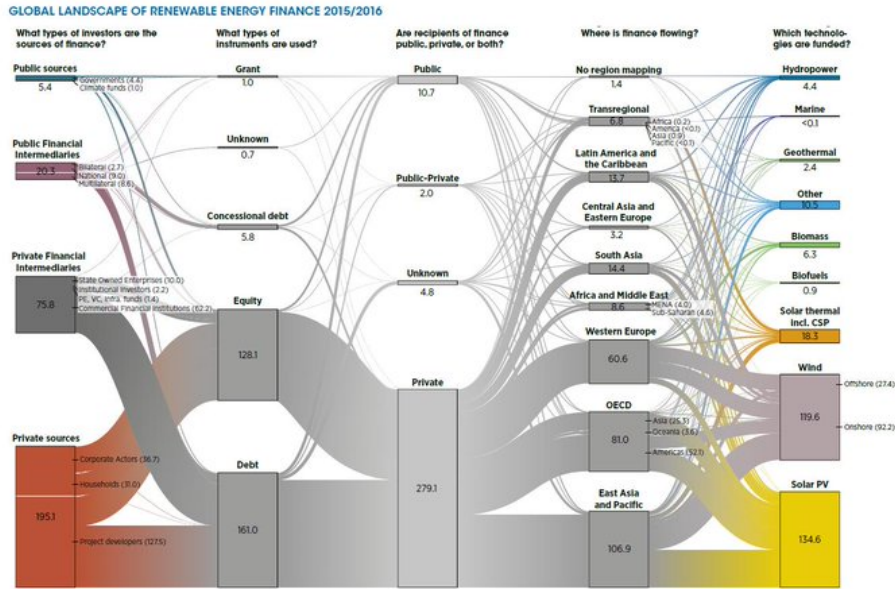 GLOBAL LANDSCAPE OF RENEWABLE ENERGY FINANCE 2015/2016
What types of investors are the
sources of finance?
Public sources
5.4
Governments (4.4)
Climate funds (1.0)
Public Financial
Intermediaries
20.3
Bilateral (2.7)
National (9.0)
Multilateral (8.6)
Private Financial
Intermediaries
75.8
State Owned Enterprises (10.0)
Institutional Investors (2.2)
PE, VC, Infra. funds (1.4)
Commercial Financial Institutions (62.2)
Private sources
195.1
Corporate Actors (36.7)
Households (31.0)
Project developers (127.5)
What types of
instruments are used?
Grant
1.0
Unknown
0.7
Concessional debt
5.8
Equity
128.1
Debt
161.0
Are recipients of finance
public, private, or both?
Public
10.7
Public-Private
2.0
Unknown
4.8
Private
279.1
Where is finance flowing?
No region mapping
1.4
Transregional
6.8
Africa (0.2)
America (<0.1)
Asia (0.9)
Pacific (<0.1)
Latin America and
the Caribbean
13.7
Central Asia and
Eastern Europe
3.2
South Asia
14.4
Africa and Middle East
8.6
MENA (4.0)
Sub-Saharan (4.6)
Western Europe
60.6
OECD
81.0
Asia (25.3)
Oceania (3.6)
Americas (52.1)
East Asia
and Pacific
106.9
Which technolo-
gies are funded?
Hydropower
4.4
Marine
<0.1
Geothermal
2.4
Other
10.5
Biomass
6.3
Biofuels
0.9
Solar thermal
incl. CSP
18.3
Wind
119.6
Offshore (27.4)
Onshore (92.2)
Solar PV
134.6